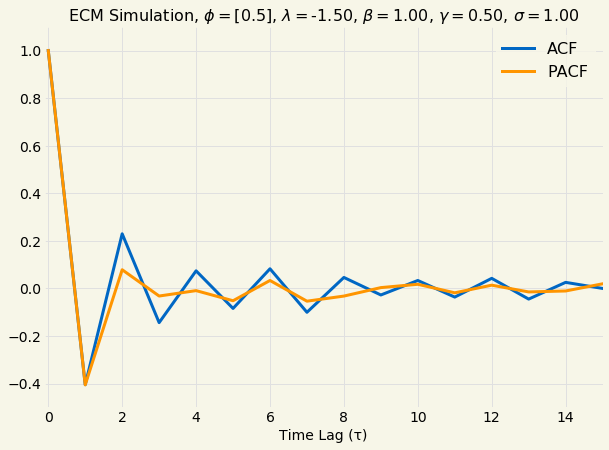 ECM Simulation, ϕ = [0.5], λ = -1.50, β = 1.00, γ = 0.50, σ = 1.00
ACF
PACF
1.0
0.8
0.6
0.4
0.2
0.0
−0.2
−0.4
0 2 4 6 8 10 12 14
Time Lag (τ)